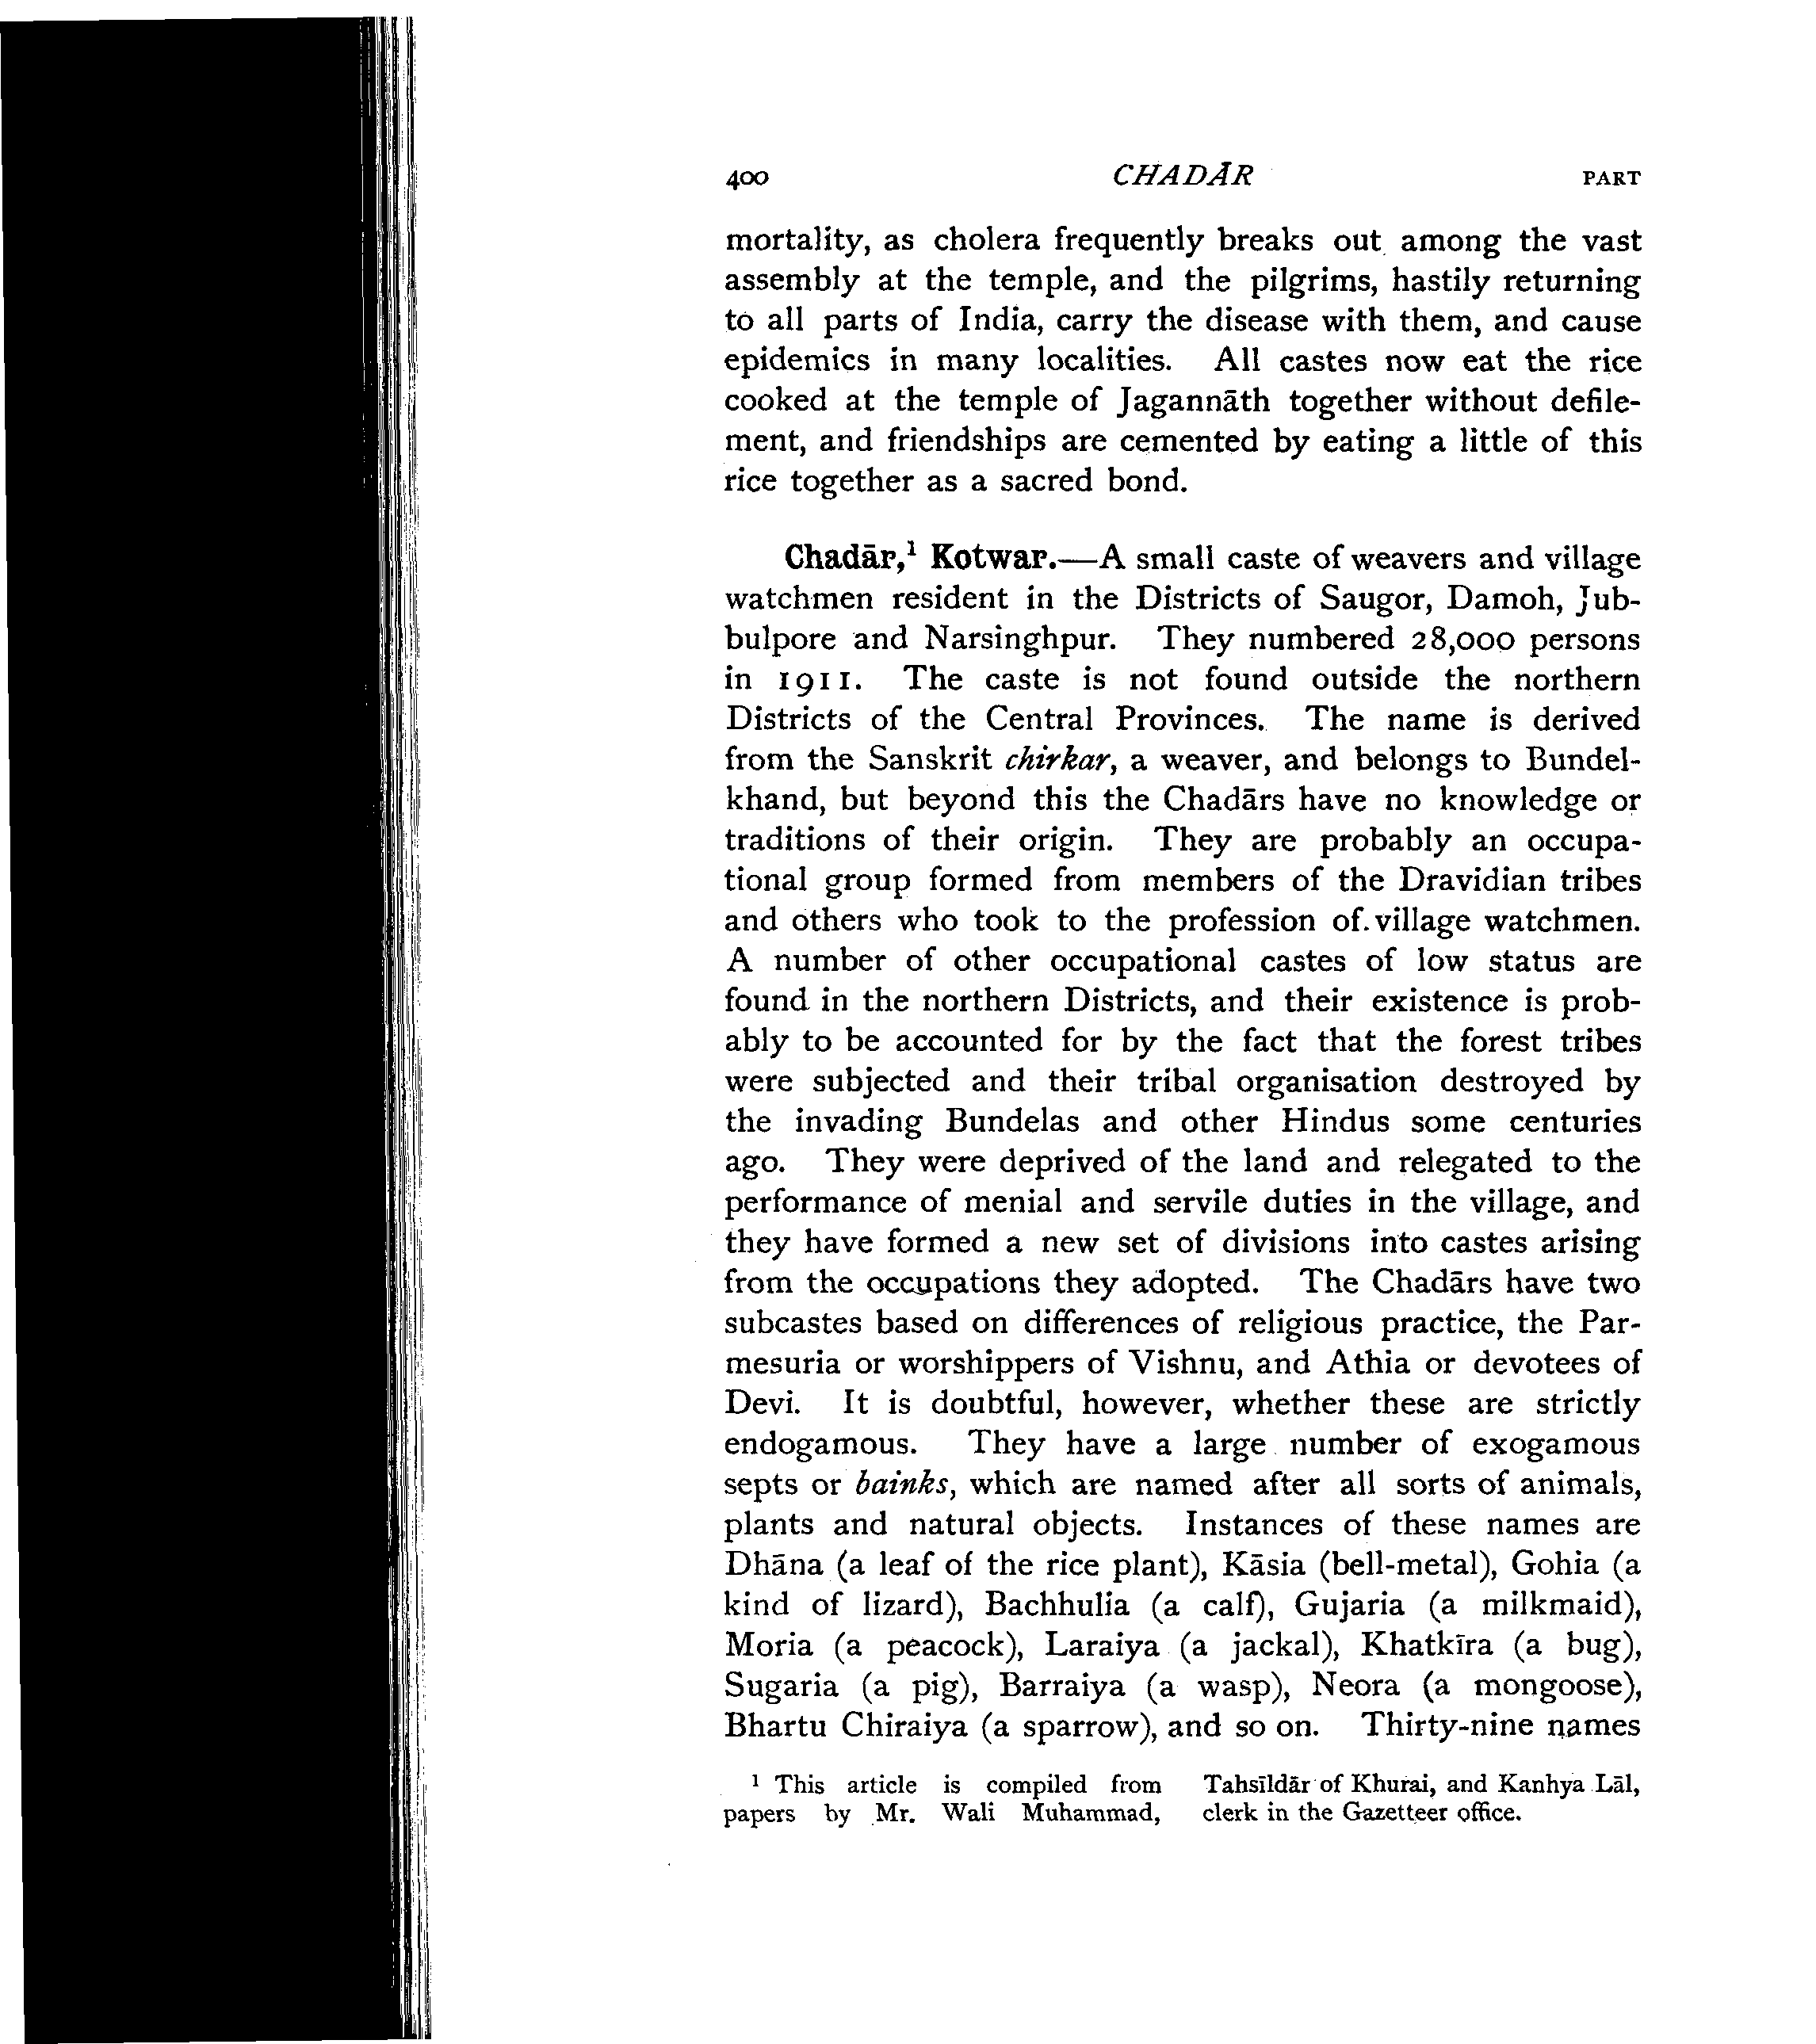 400 CHADĀR PART
mortality, as cholera frequently breaks out among the vast
assembly at the temple, and the pilgrims, hastily returning
to all parts of India, carry the disease with them, and cause
epidemics in many localities. All castes now eat the rice
cooked at the temple of Jagannāth together without defile-
ment, and friendships are cemented by eating a little of this
rice together as a sacred bond.
Chadār,¹ Kotwar.—A small caste of weavers and village
watchmen resident in the Districts of Saugor, Damoh, Jub-
bulpore and Narsinghpur. They numbered 28,000 persons
in 1911. The caste is not found outside the northern
Districts of the Central Provinces. The name is derived
from the Sanskrit chirkar, a weaver, and belongs to Bundel-
khand, but beyond this the Chadārs have no knowledge or
traditions of their origin. They are probably an occupa-
tional group formed from members of the Dravidian tribes
and others who took to the profession of village watchmen.
A number of other occupational castes of low status are
found in the northern Districts, and their existence is prob-
ably to be accounted for by the fact that the forest tribes
were subjected and their tribal organisation destroyed by
the invading Bundelas and other Hindus some centuries
ago. They were deprived of the land and relegated to the
performance of menial and servile duties in the village, and
they have formed a new set of divisions into castes arising
from the occupations they adopted. The Chadārs have two
subcastes based on differences of religious practice, the Par-
mesuria or worshippers of Vishnu, and Athia or devotees of
Devi. It is doubtful, however, whether these are strictly
endogamous. They have a large number of exogamous
septs or bainks, which are named after all sorts of animals,
plants and natural objects. Instances of these names are
Dhāna (a leaf of the rice plant), Kāsia (bell-metal), Gohia (a
kind of lizard), Bachhulia (a calf), Gujaria (a milkmaid),
Moria (a peacock), Laraiya (a jackal), Khatkīra (a bug),
Sugaria (a pig), Barraiya (a wasp), Neora (a mongoose),
Bhartu Chiraiya (a sparrow), and so on. Thirty-nine names
¹ This article is compiled from
papers by Mr. Wali Muhammad,
Tahsīldār of Khurai, and Kanhya Lāl,
clerk in the Gazetteer office.